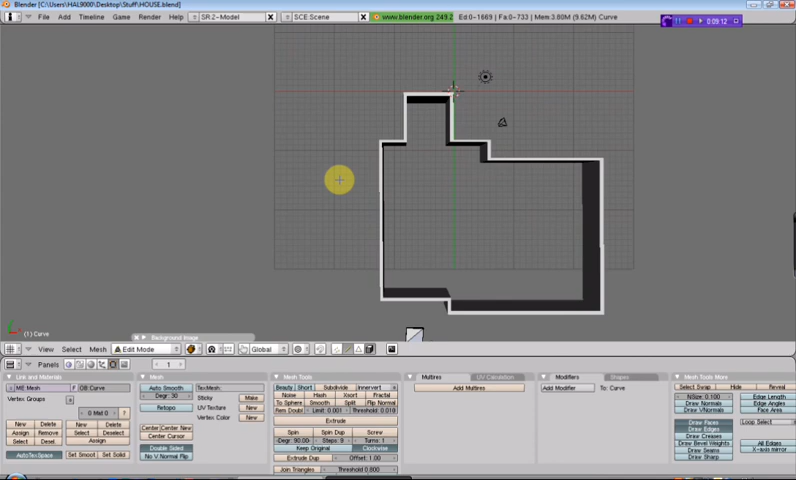 Blender [C:\Users\HAL9000\Desktop\Stuff\HOUSE.blend]
File Add Timeline Game Render Help SR:2-Model SCE:Scene www.blender.org 249.2 Ed:0-1669 | Fa:0-733 | Mem:3.80M (9.62M) Curve 0:09:12
(1) Curve
Background Image
View Select Mesh Edit Mode Global
Panels 1
Link and Materials Mesh Mesh Tools Multires UV Calculation Modifiers Shapes Mesh Tools More
ME:Mesh F OB:Curve Auto Smooth TexMesh: Beauty Short Subdivide Innervert Add Multires Add Modifier To: Curve Select Swap Hide Reveal
Vertex Groups Degr: 30 Sticky Make Noise Hash Xsort Fractal NSize: 0.100 Edge Length
Retopo UV Texture New To Sphere Smooth Split Flip Normal Draw Normals Edge Angles
0 Mat 0 ? Vertex Color New Rem Doubl Limit: 0.001 Threshold: 0.010 Draw VNormals Face Area
New Delete New Delete Center Center New Extrude Draw Faces Loop Select
Assign Remove Select Deselect Center Cursor Spin Spin Dup Screw Draw Edges
Select Desel. Assign Degr: 90.00 Steps: 9 Turns: 1 Draw Creases
Double Sided Keep Original Clockwise Draw Bevel Weights All Edges
AutoTexSpace Set Smoot Set Solid No V.Normal Flip Extrude Dup Offset: 1.00 Draw Seams X-axis mirror
Join Triangles Threshold 0.800 Draw Sharp